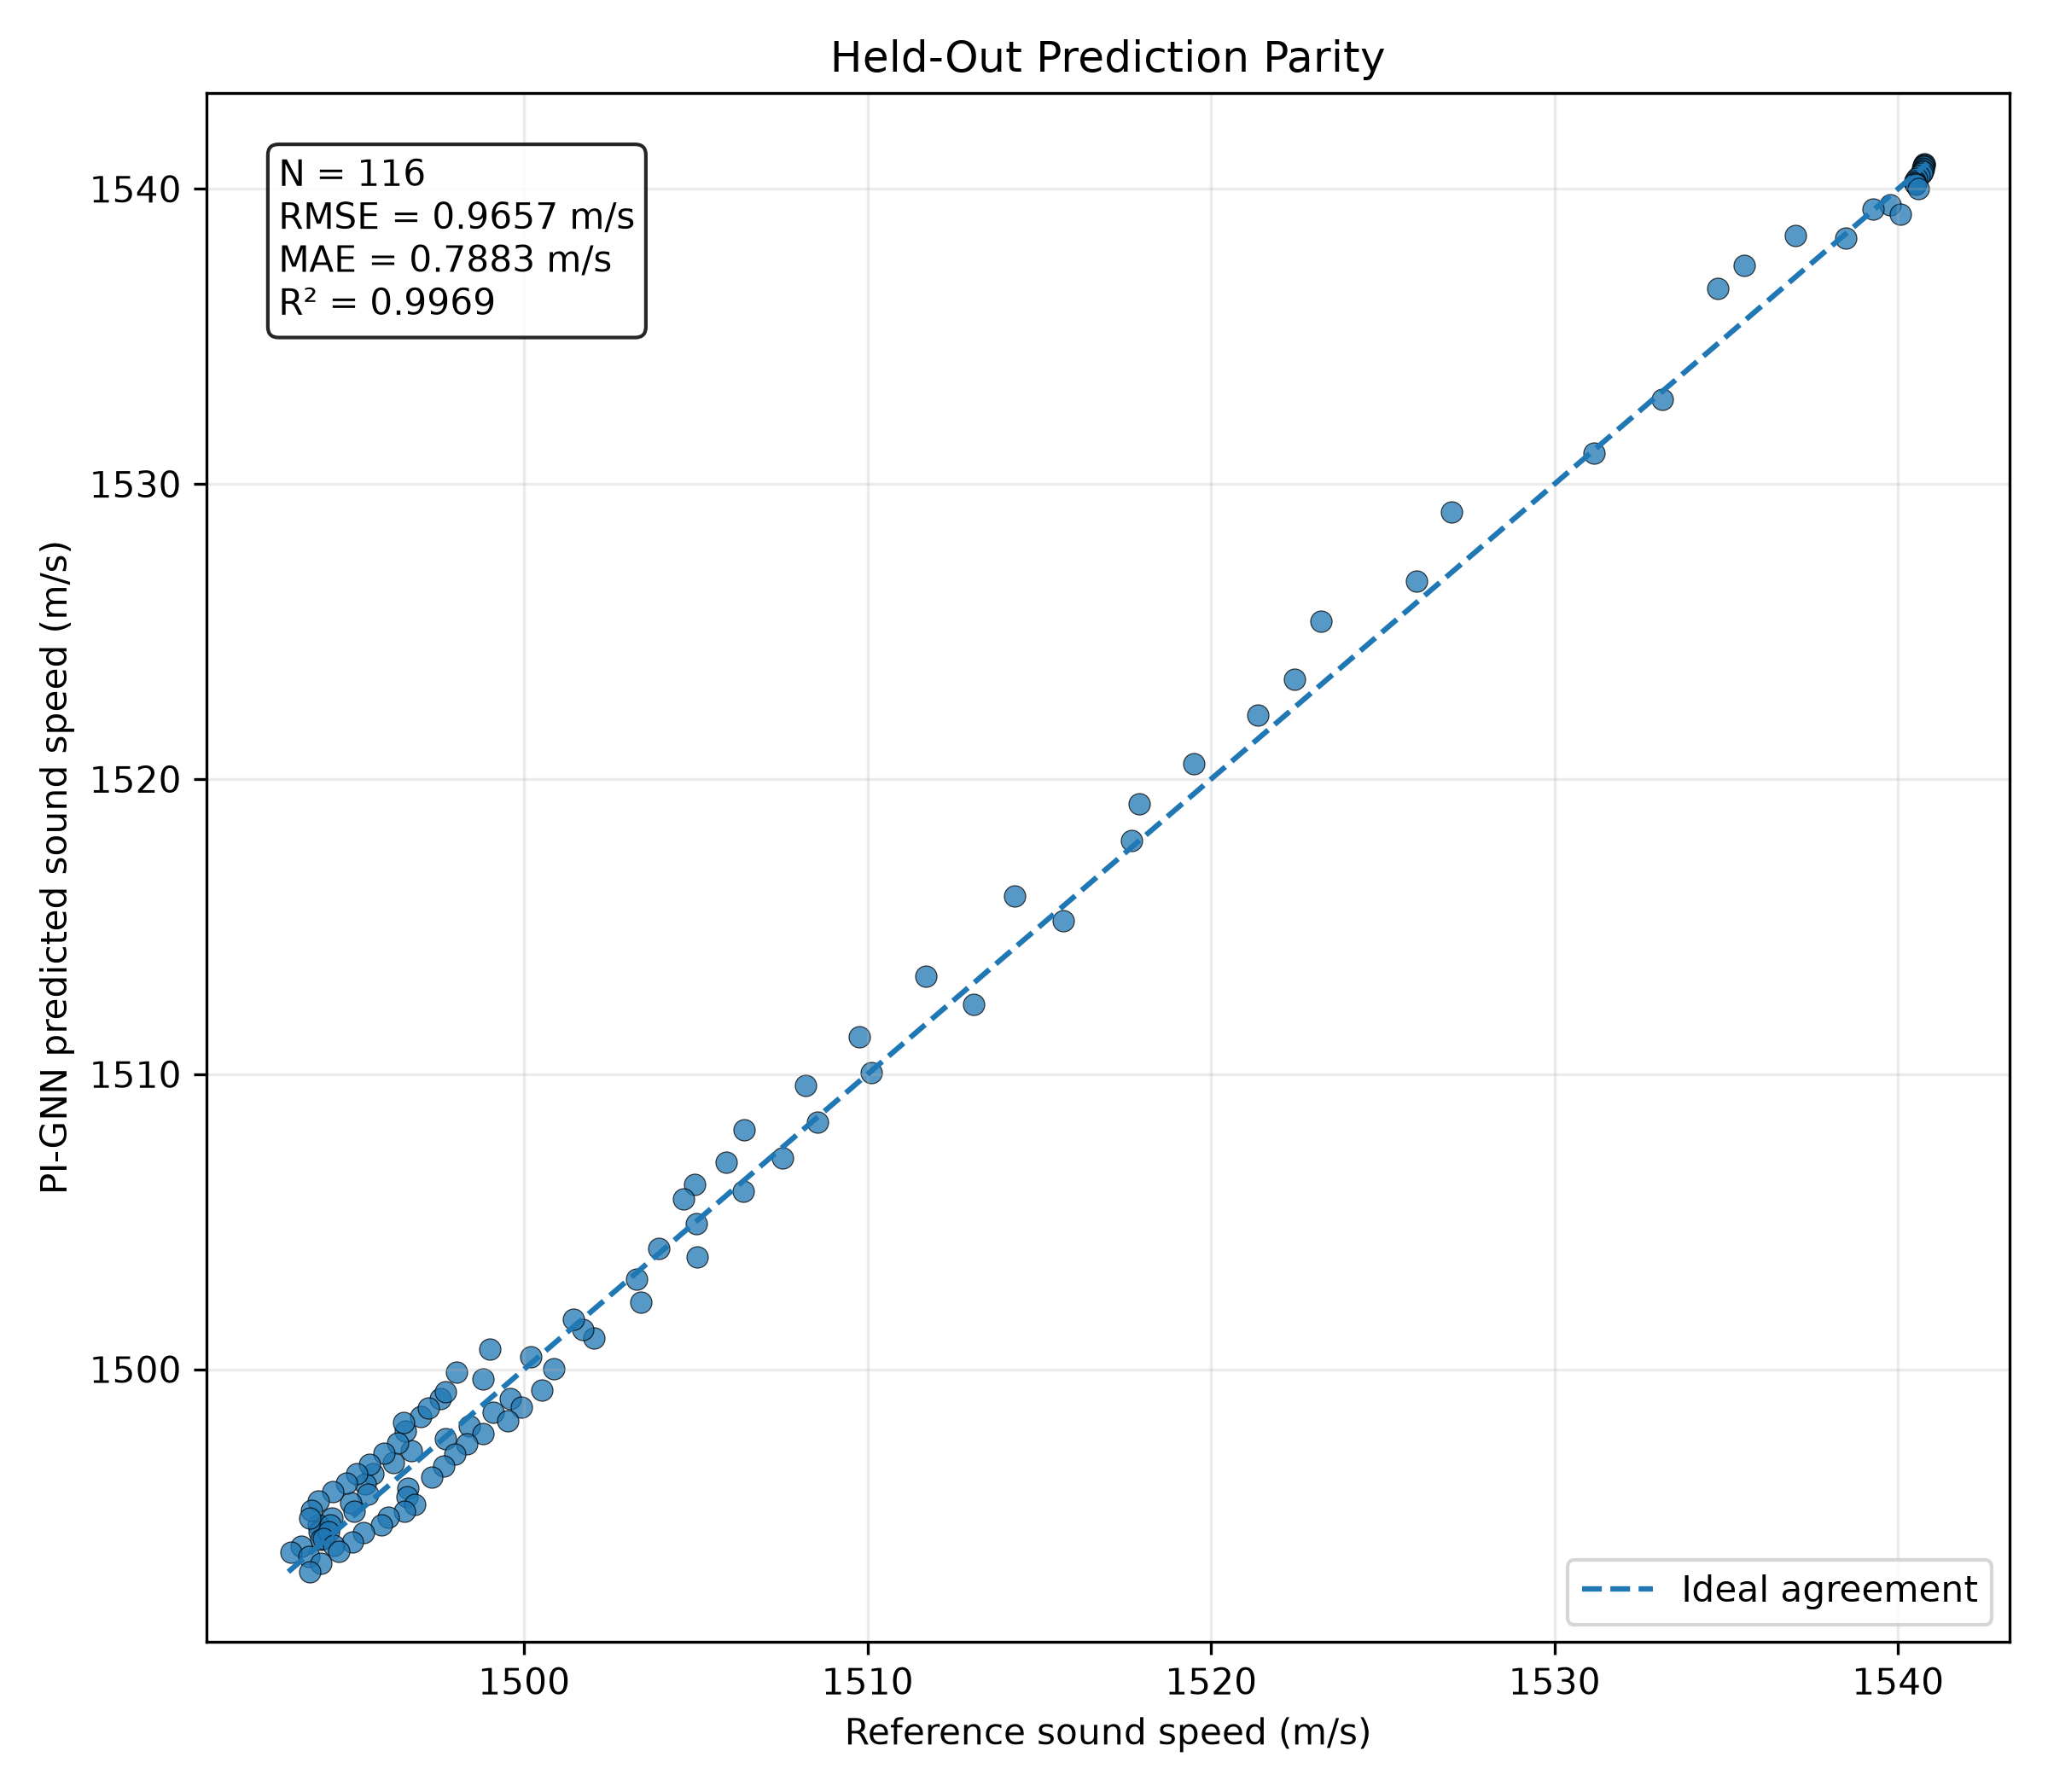 Held-Out Prediction Parity
N = 116
RMSE = 0.9657 m/s
MAE = 0.7883 m/s
R² = 0.9969
1540
1530
1520
1510
1500
PI-GNN predicted sound speed (m/s)
Ideal agreement
1500 1510 1520 1530 1540
Reference sound speed (m/s)